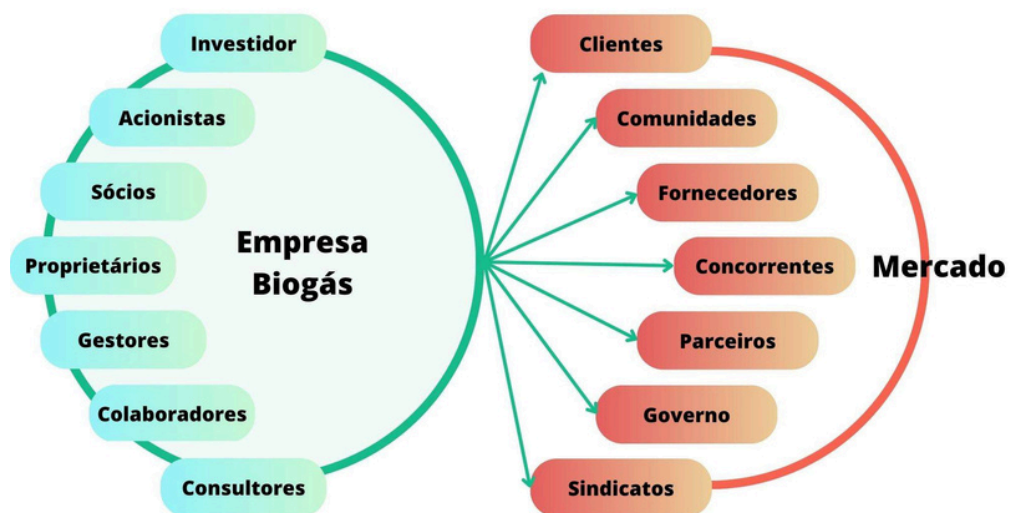 Investidor
Acionistas
Sócios
Proprietários
Gestores
Colaboradores
Consultores
Empresa
Biogás
Clientes
Comunidades
Fornecedores
Concorrentes
Parceiros
Governo
Sindicatos
Mercado